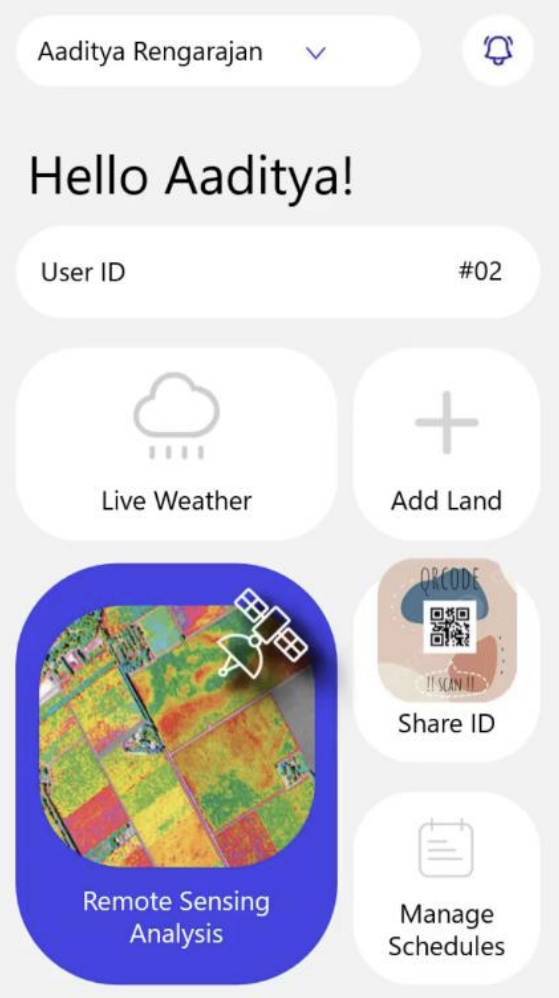 Aaditya Rengarajan
Hello Aaditya!
User ID #02
Live Weather
Add Land
QRCODE
!! SCAN !!
Share ID
Remote Sensing
Analysis
Manage
Schedules